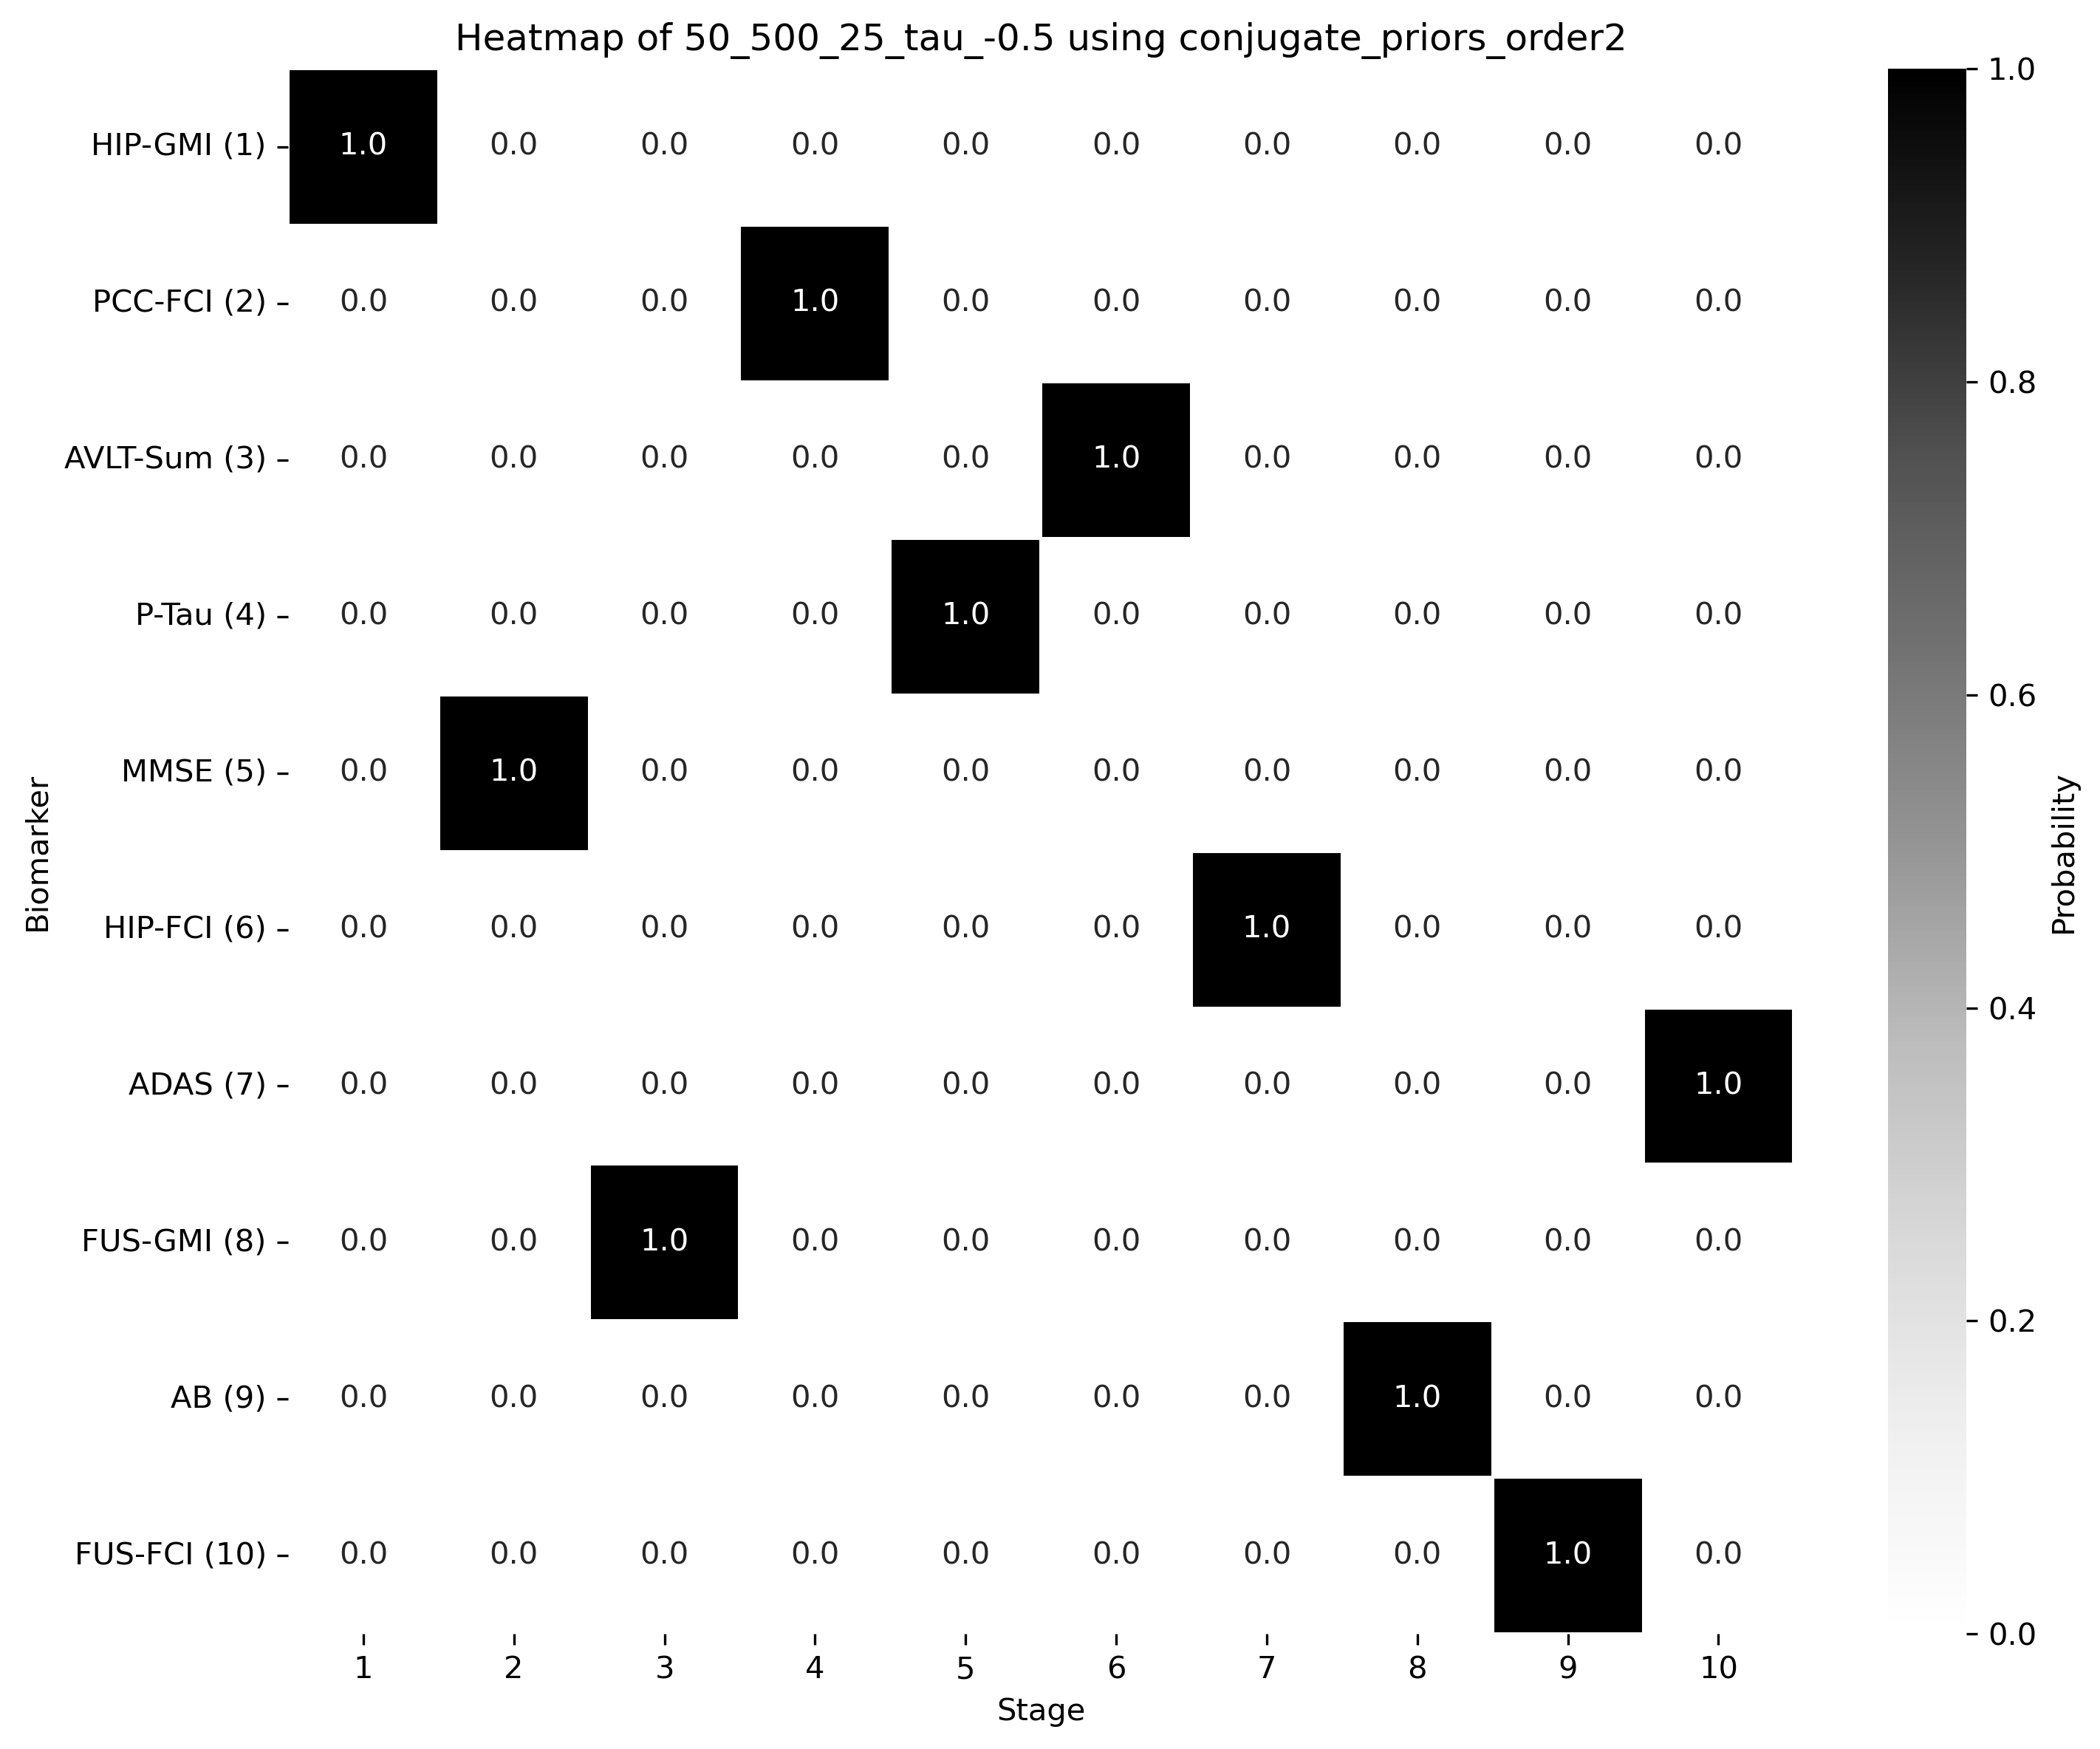 Heatmap of 50_500_25_tau_-0.5 using conjugate_priors_order2
HIP-GMI (1) 1.0 0.0 0.0 0.0 0.0 0.0 0.0 0.0 0.0 0.0
PCC-FCI (2) 0.0 0.0 0.0 1.0 0.0 0.0 0.0 0.0 0.0 0.0
AVLT-Sum (3) 0.0 0.0 0.0 0.0 0.0 1.0 0.0 0.0 0.0 0.0
P-Tau (4) 0.0 0.0 0.0 0.0 1.0 0.0 0.0 0.0 0.0 0.0
MMSE (5) 0.0 1.0 0.0 0.0 0.0 0.0 0.0 0.0 0.0 0.0
HIP-FCI (6) 0.0 0.0 0.0 0.0 0.0 0.0 1.0 0.0 0.0 0.0
ADAS (7) 0.0 0.0 0.0 0.0 0.0 0.0 0.0 0.0 0.0 1.0
FUS-GMI (8) 0.0 0.0 1.0 0.0 0.0 0.0 0.0 0.0 0.0 0.0
AB (9) 0.0 0.0 0.0 0.0 0.0 0.0 0.0 1.0 0.0 0.0
FUS-FCI (10) 0.0 0.0 0.0 0.0 0.0 0.0 0.0 0.0 1.0 0.0
1 2 3 4 5 6 7 8 9 10
Stage
Biomarker
1.0
0.8
0.6
0.4
0.2
0.0
Probability